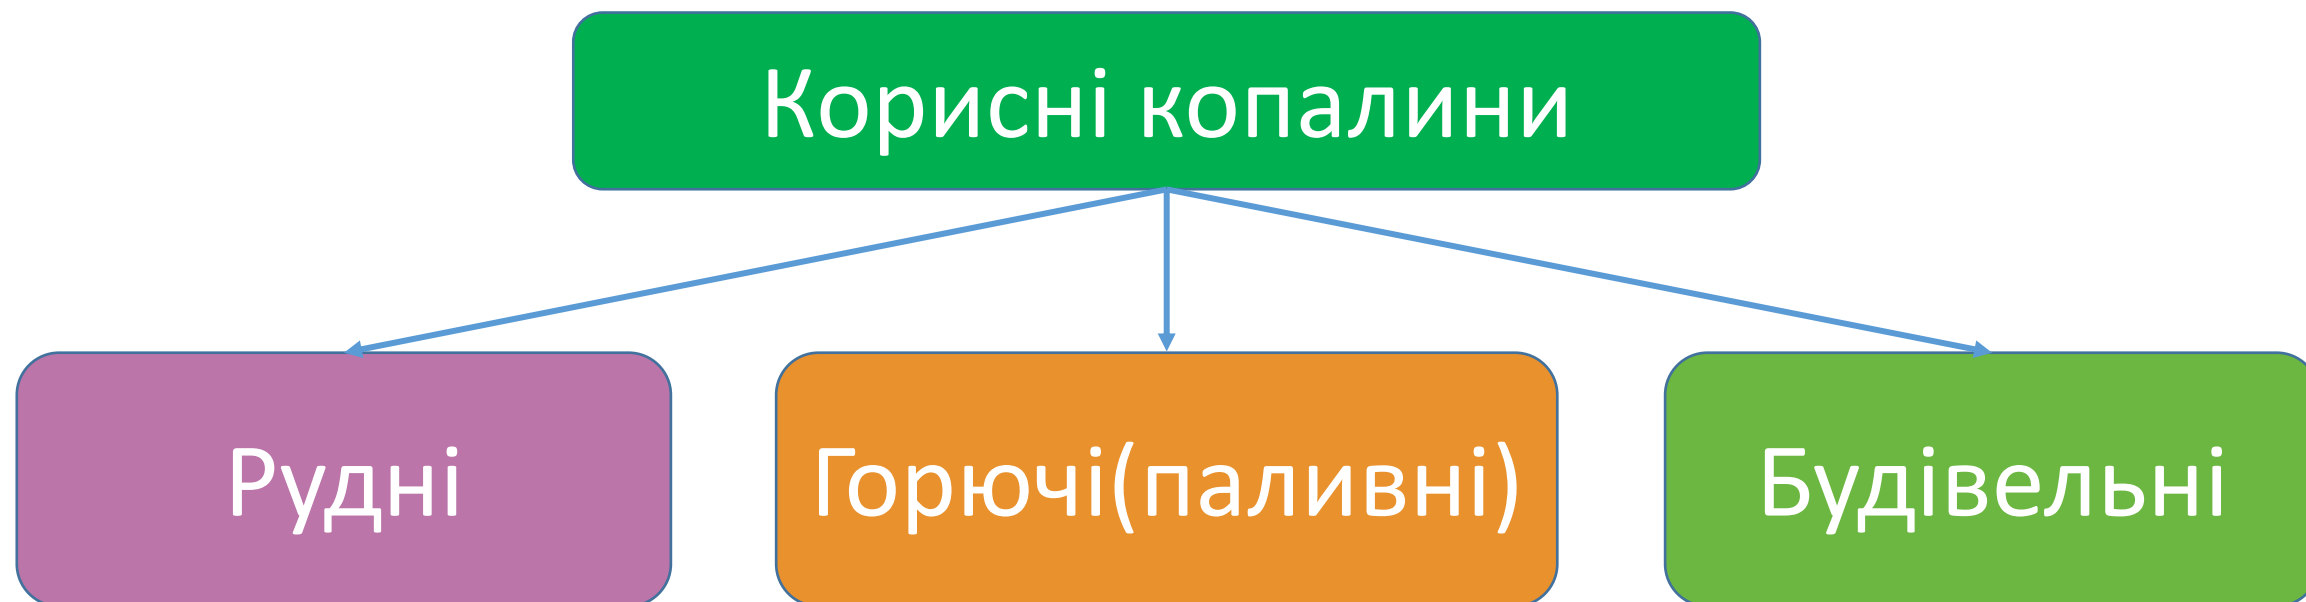 Корисні копалини
Рудні
Горючі(паливні)
Будівельні